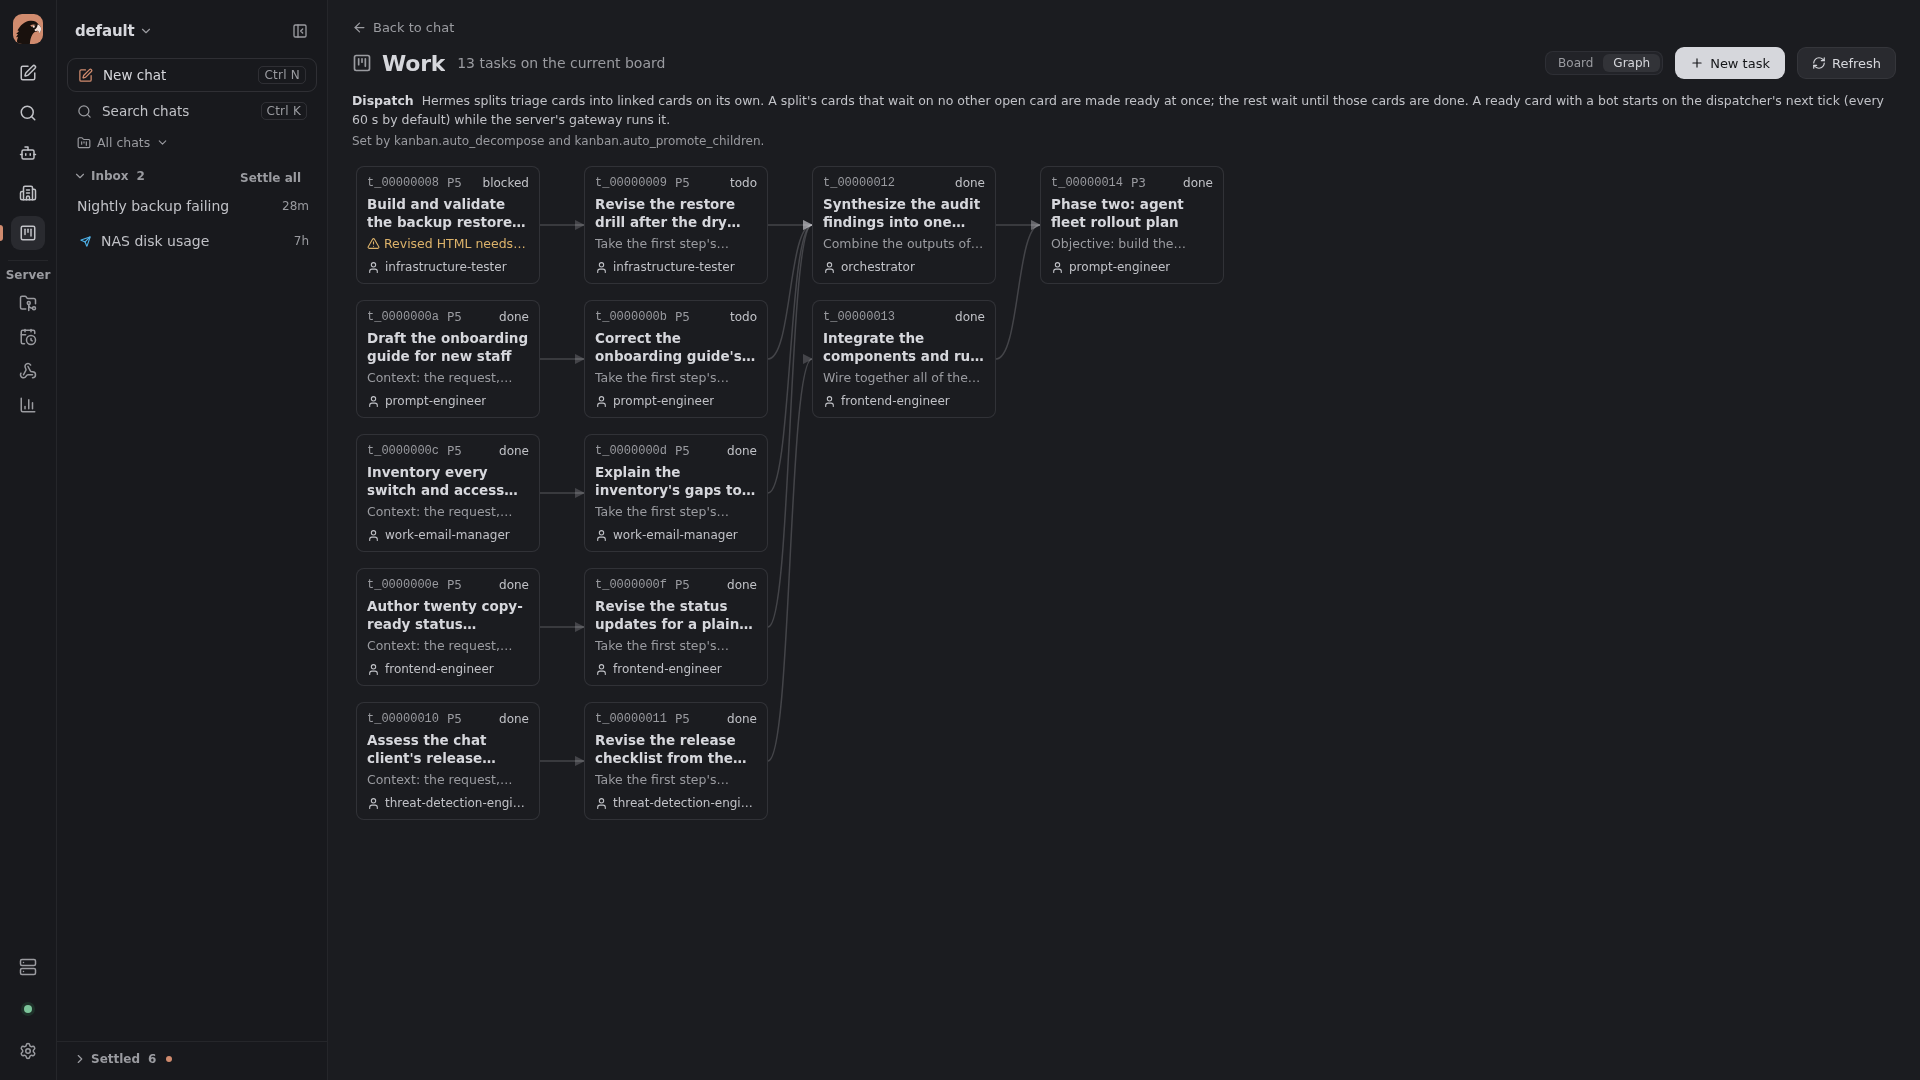 default
New chat
Ctrl N
Search chats
Ctrl K
All chats
Inbox 2
Settle all
Nightly backup failing
28m
NAS disk usage
7h
Server
Settled 6
Back to chat
Work
13 tasks on the current board
Board
Graph
New task
Refresh
Dispatch Hermes splits triage cards into linked cards on its own. A split's cards that wait on no other open card are made ready at once; the rest wait until those cards are done. A ready card with a bot starts on the dispatcher's next tick (every
60 s by default) while the server's gateway runs it.
Set by kanban.auto_decompose and kanban.auto_promote_children.
t_00000008 P5 blocked
Build and validate
the backup restore…
Revised HTML needs…
infrastructure-tester
t_00000009 P5 todo
Revise the restore
drill after the dry…
Take the first step's…
infrastructure-tester
t_00000012 done
Synthesize the audit
findings into one…
Combine the outputs of…
orchestrator
t_00000014 P3 done
Phase two: agent
fleet rollout plan
Objective: build the…
prompt-engineer
t_0000000a P5 done
Draft the onboarding
guide for new staff
Context: the request,…
prompt-engineer
t_0000000b P5 todo
Correct the
onboarding guide's…
Take the first step's…
prompt-engineer
t_00000013 done
Integrate the
components and ru…
Wire together all of the…
frontend-engineer
t_0000000c P5 done
Inventory every
switch and access…
Context: the request,…
work-email-manager
t_0000000d P5 done
Explain the
inventory's gaps to…
Take the first step's…
work-email-manager
t_0000000e P5 done
Author twenty copy-
ready status…
Context: the request,…
frontend-engineer
t_0000000f P5 done
Revise the status
updates for a plain…
Take the first step's…
frontend-engineer
t_00000010 P5 done
Assess the chat
client's release…
Context: the request,…
threat-detection-engi…
t_00000011 P5 done
Revise the release
checklist from the…
Take the first step's…
threat-detection-engi…